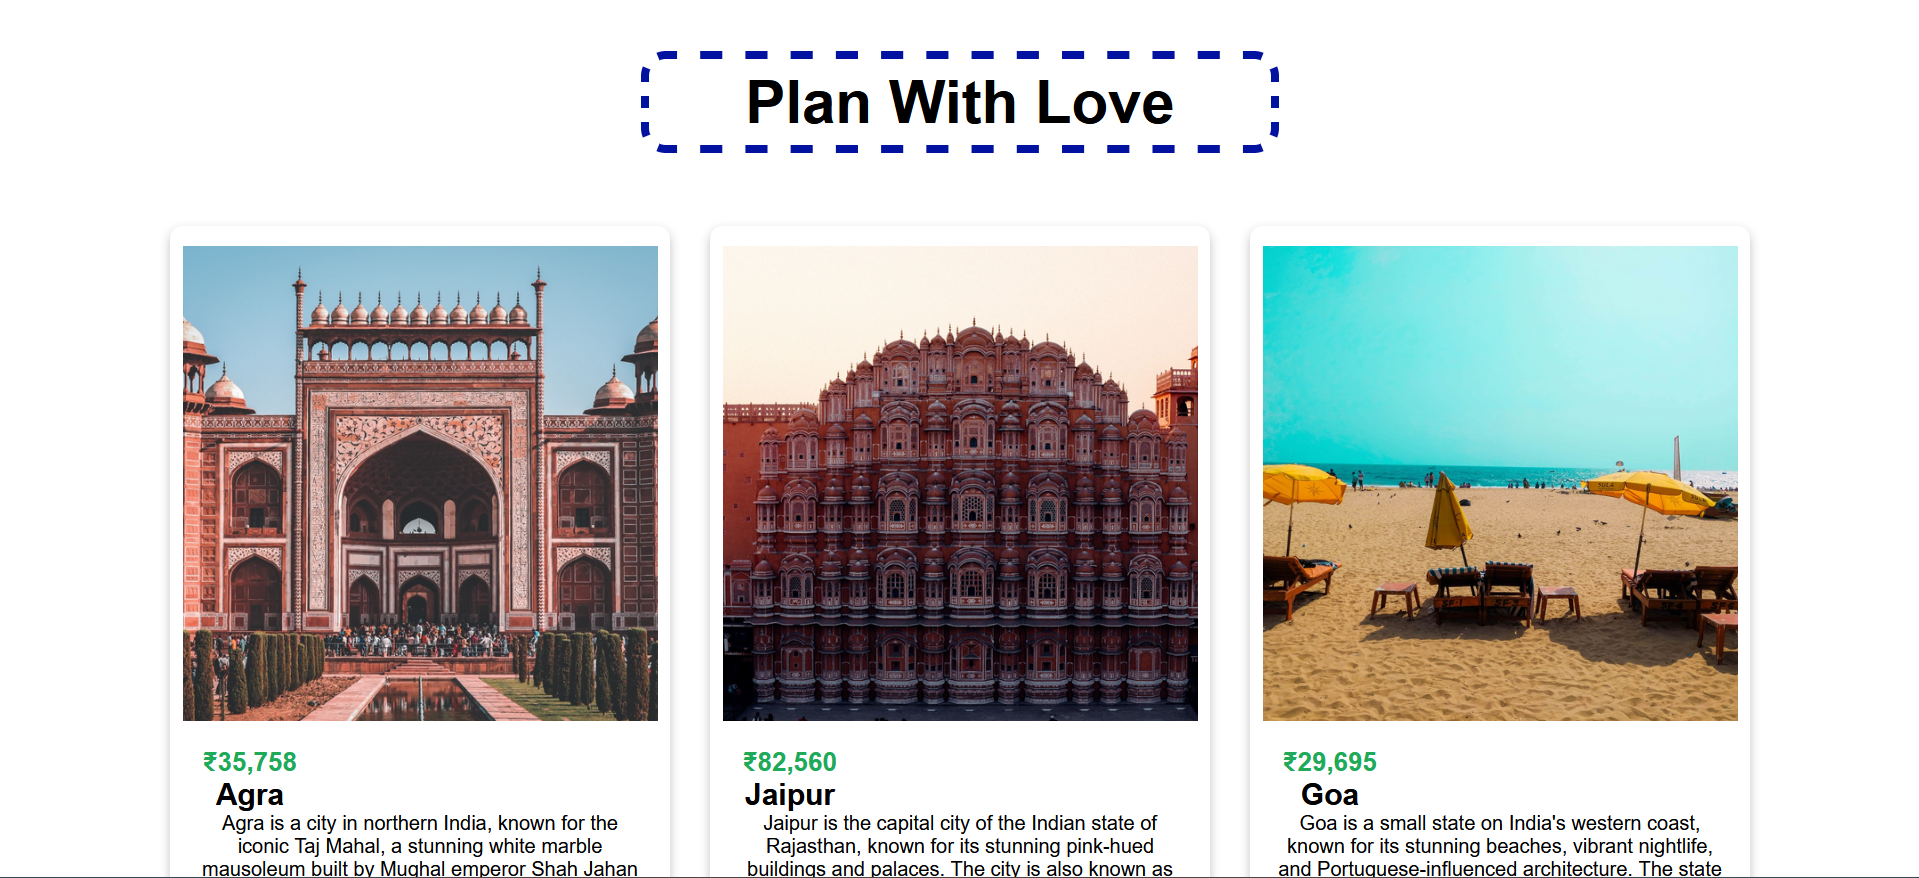 Plan With Love
₹35,758
Agra
Agra is a city in northern India, known for the
iconic Taj Mahal, a stunning white marble
mausoleum built by Mughal emperor Shah Jahan
₹82,560
Jaipur
Jaipur is the capital city of the Indian state of
Rajasthan, known for its stunning pink-hued
buildings and palaces. The city is also known as
SULA
₹29,695
Goa
Goa is a small state on India's western coast,
known for its stunning beaches, vibrant nightlife,
and Portuguese-influenced architecture. The state